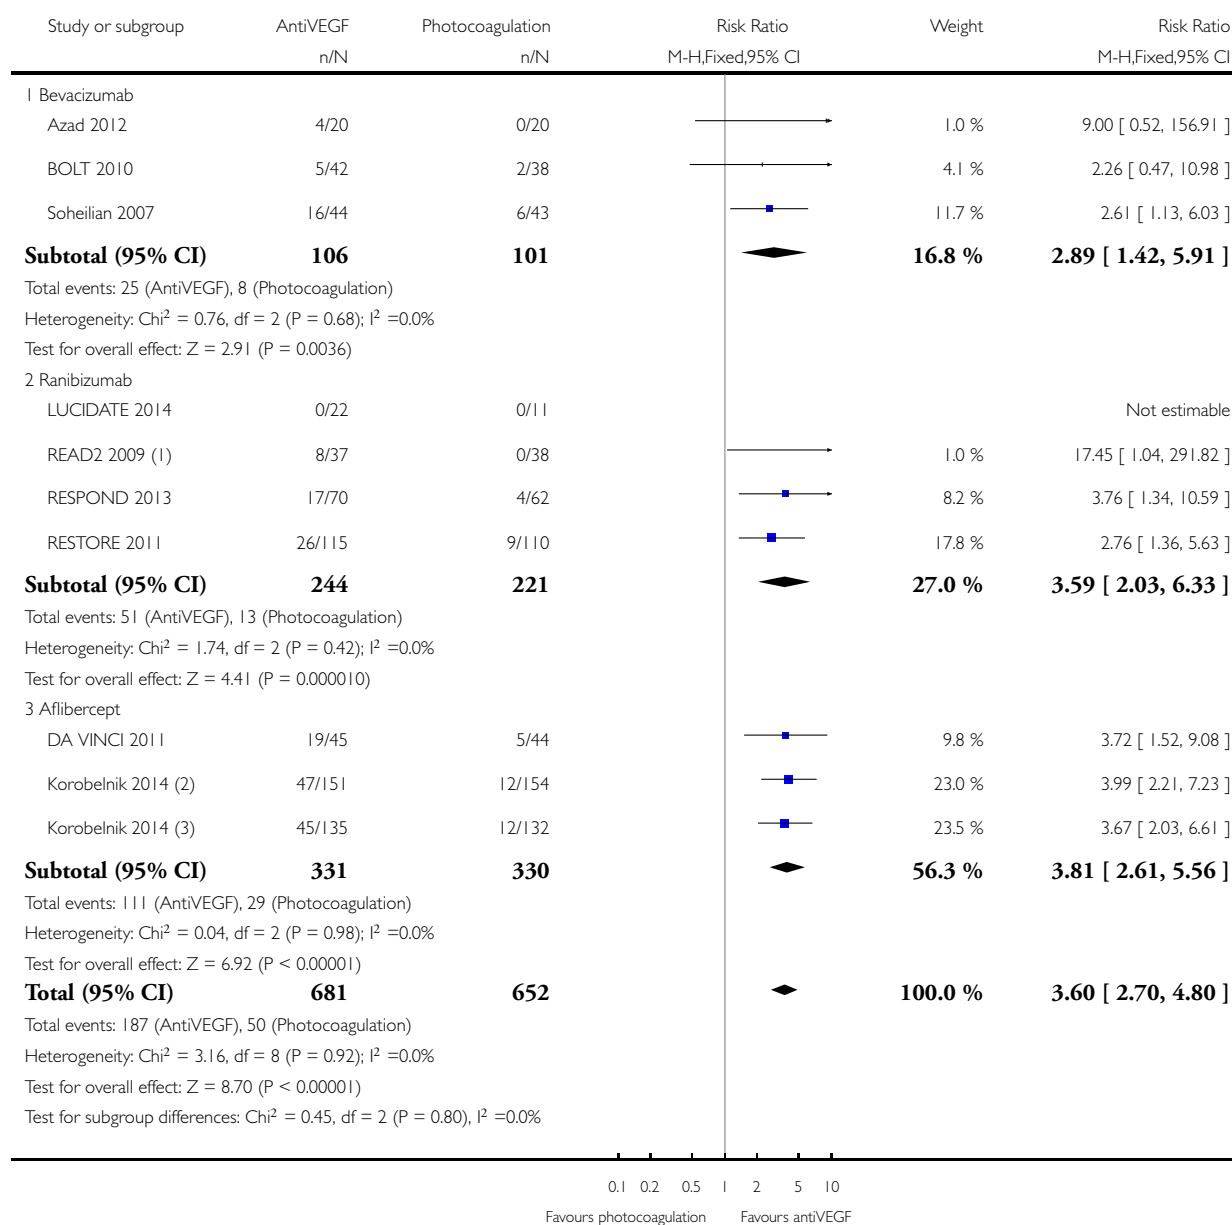 Study or subgroup AntiVEGF Photocoagulation Risk Ratio Weight Risk Ratio
n/N n/N M-H,Fixed,95% CI M-H,Fixed,95% CI
1 Bevacizumab
Azad 2012 4/20 0/20 1.0 % 9.00 [ 0.52, 156.91 ]
BOLT 2010 5/42 2/38 4.1 % 2.26 [ 0.47, 10.98 ]
Soheilian 2007 16/44 6/43 11.7 % 2.61 [ 1.13, 6.03 ]
Subtotal (95% CI) 106 101 16.8 % 2.89 [ 1.42, 5.91 ]
Total events: 25 (AntiVEGF), 8 (Photocoagulation)
Heterogeneity: Chi² = 0.76, df = 2 (P = 0.68); I² =0.0%
Test for overall effect: Z = 2.91 (P = 0.0036)
2 Ranibizumab
LUCIDATE 2014 0/22 0/11 Not estimable
READ2 2009 (1) 8/37 0/38 1.0 % 17.45 [ 1.04, 291.82 ]
RESPOND 2013 17/70 4/62 8.2 % 3.76 [ 1.34, 10.59 ]
RESTORE 2011 26/115 9/110 17.8 % 2.76 [ 1.36, 5.63 ]
Subtotal (95% CI) 244 221 27.0 % 3.59 [ 2.03, 6.33 ]
Total events: 51 (AntiVEGF), 13 (Photocoagulation)
Heterogeneity: Chi² = 1.74, df = 2 (P = 0.42); I² =0.0%
Test for overall effect: Z = 4.41 (P = 0.000010)
3 Aflibercept
DA VINCI 2011 19/45 5/44 9.8 % 3.72 [ 1.52, 9.08 ]
Korobelnik 2014 (2) 47/151 12/154 23.0 % 3.99 [ 2.21, 7.23 ]
Korobelnik 2014 (3) 45/135 12/132 23.5 % 3.67 [ 2.03, 6.61 ]
Subtotal (95% CI) 331 330 56.3 % 3.81 [ 2.61, 5.56 ]
Total events: 111 (AntiVEGF), 29 (Photocoagulation)
Heterogeneity: Chi² = 0.04, df = 2 (P = 0.98); I² =0.0%
Test for overall effect: Z = 6.92 (P < 0.00001)
Total (95% CI) 681 652 100.0 % 3.60 [ 2.70, 4.80 ]
Total events: 187 (AntiVEGF), 50 (Photocoagulation)
Heterogeneity: Chi² = 3.16, df = 8 (P = 0.92); I² =0.0%
Test for overall effect: Z = 8.70 (P < 0.00001)
Test for subgroup differences: Chi² = 0.45, df = 2 (P = 0.80), I² =0.0%
0.1 0.2 0.5 1 2 5 10
Favours photocoagulation Favours antiVEGF